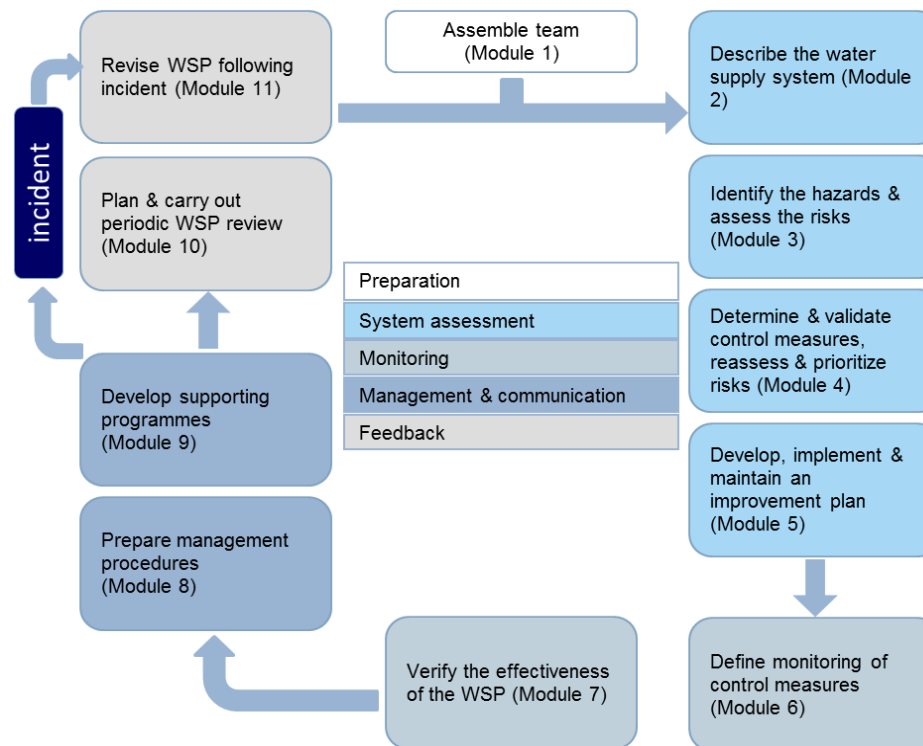 Assemble team
(Module 1)
Describe the water
supply system (Module
2)
Identify the hazards &
assess the risks
(Module 3)
Determine & validate
control measures,
reassess & prioritize
risks (Module 4)
Develop, implement &
maintain an
improvement plan
(Module 5)
Define monitoring of
control measures
(Module 6)
Verify the effectiveness
of the WSP (Module 7)
Prepare management
procedures
(Module 8)
Develop supporting
programmes
(Module 9)
Plan & carry out
periodic WSP review
(Module 10)
incident
Revise WSP following
incident (Module 11)
Preparation
System assessment
Monitoring
Management & communication
Feedback